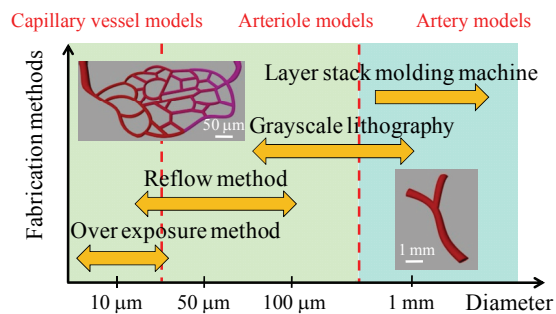 Capillary vessel models
Arteriole models
Artery models
Fabrication methods
Layer stack molding machine
50 μm
Grayscale lithography
Reflow method
1 mm
Over exposure method
10 μm
50 μm
100 μm
1 mm
Diameter